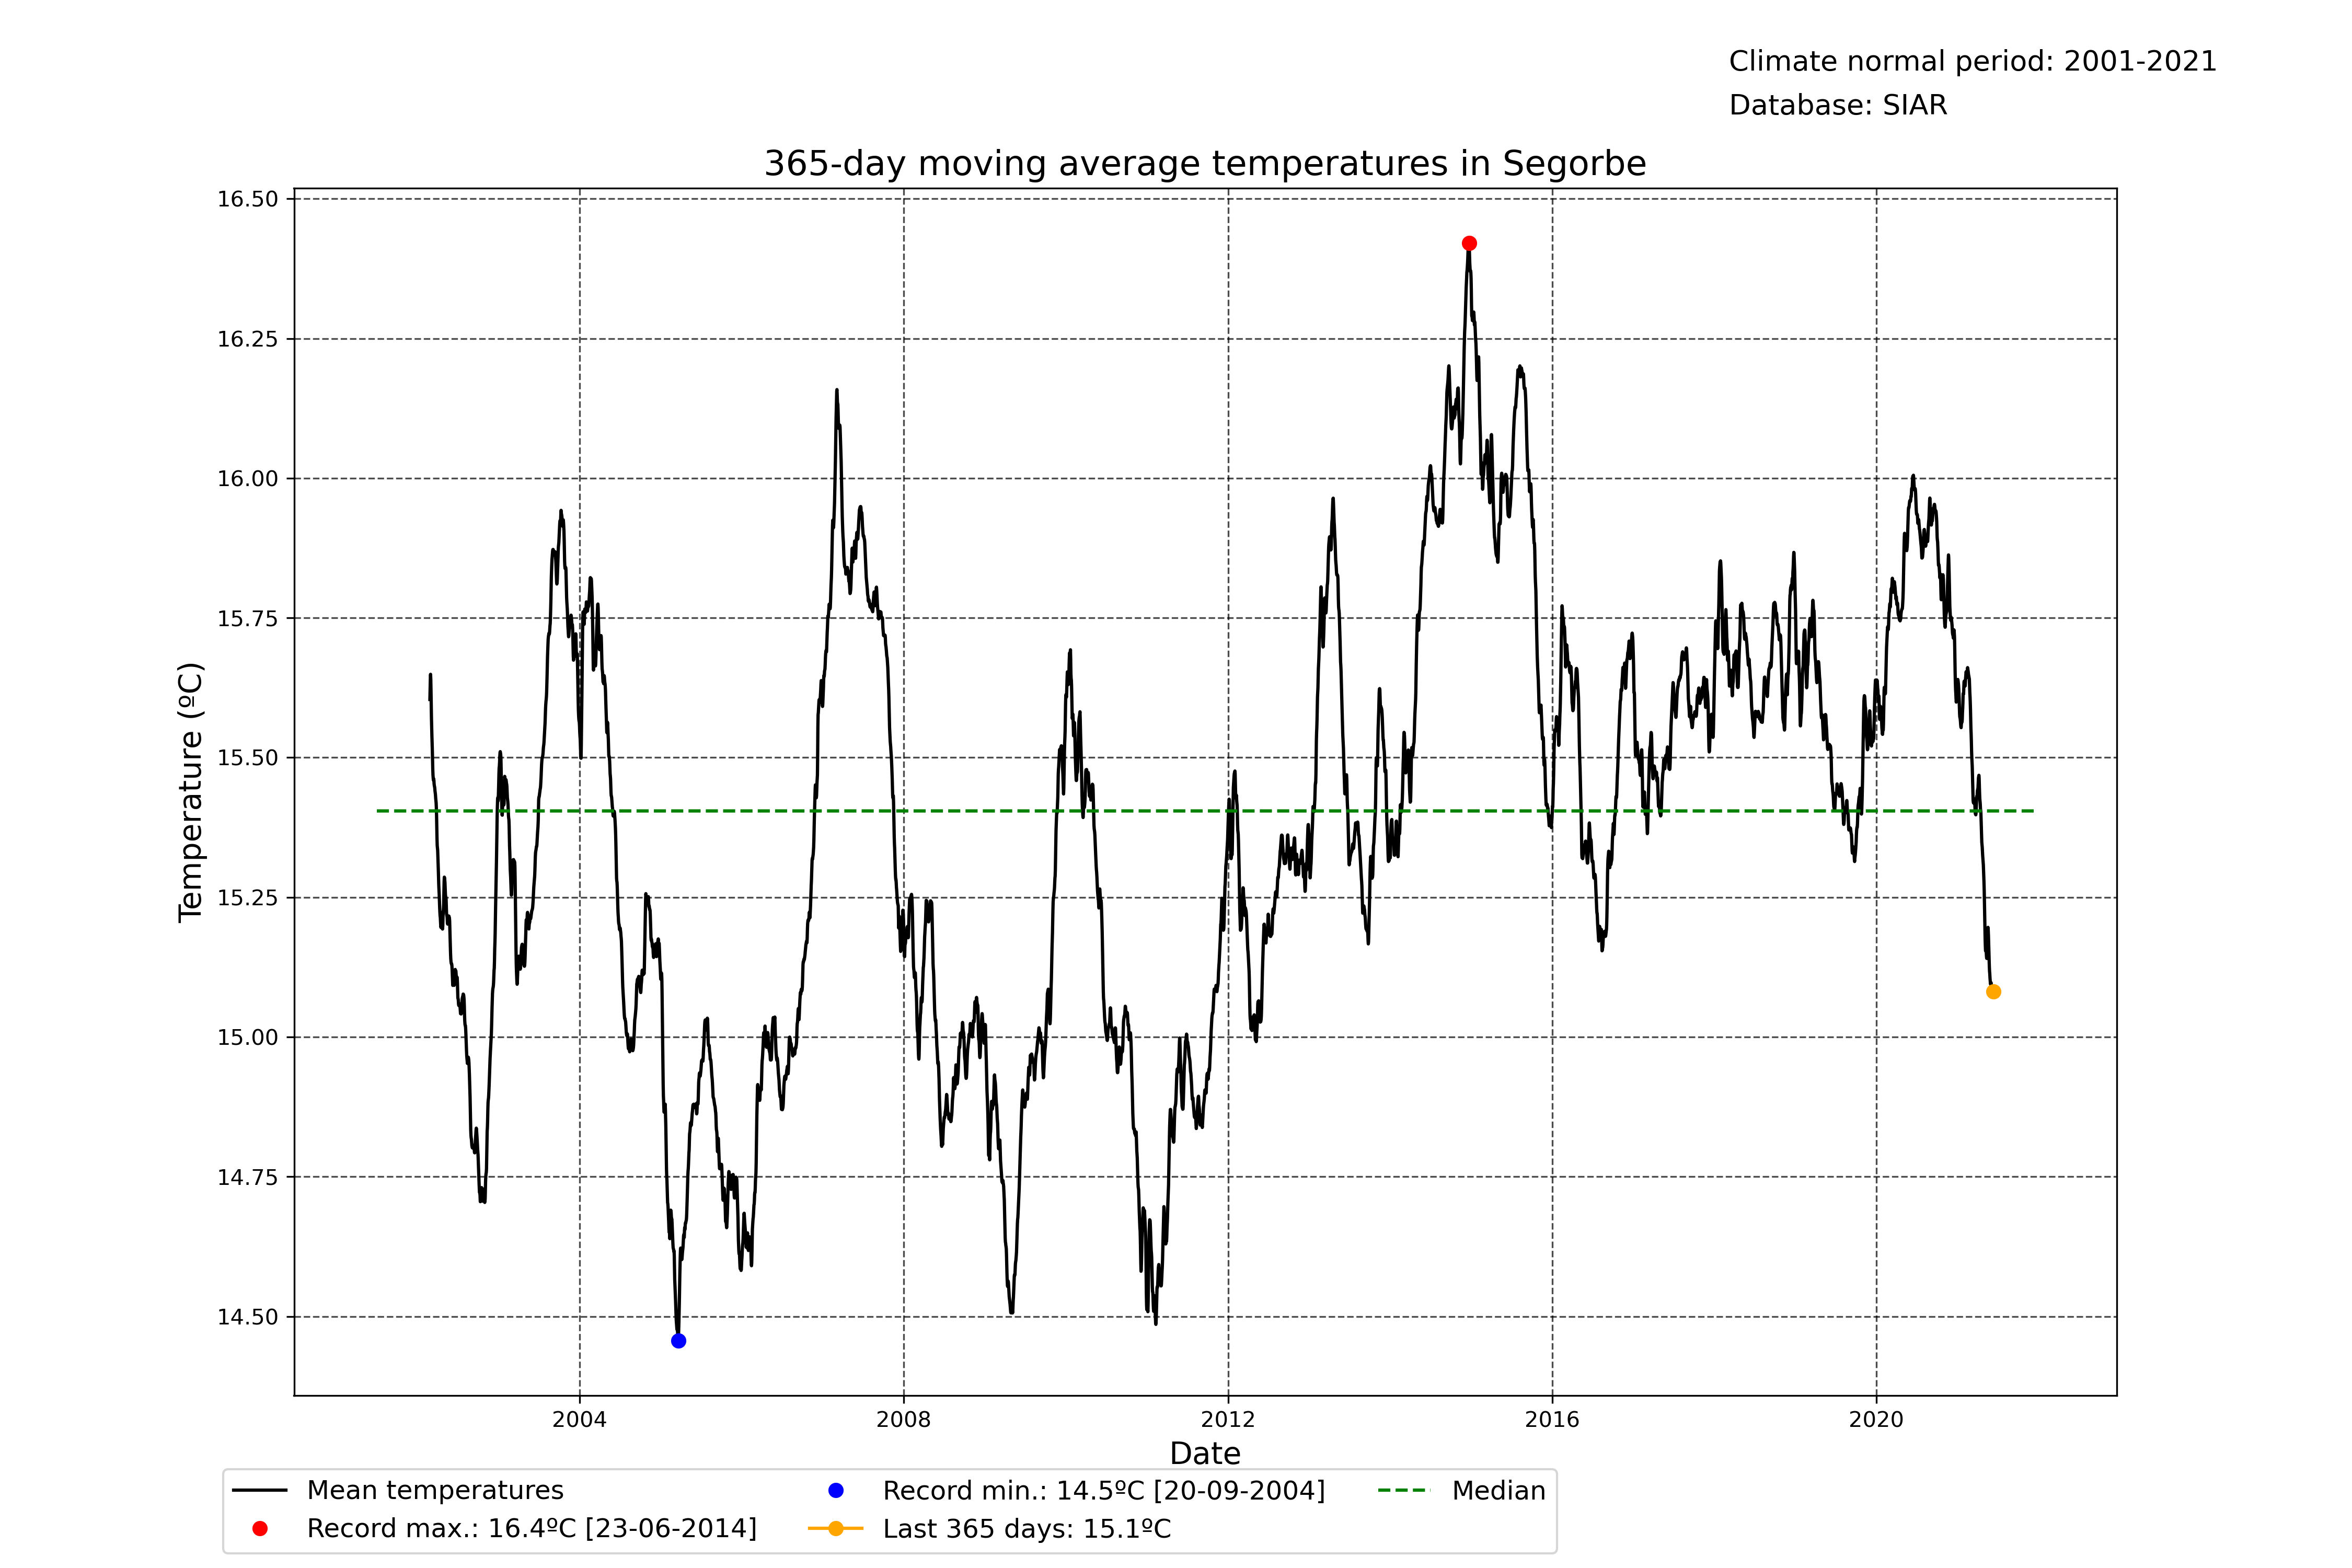 Climate normal period: 2001-2021
Database: SIAR
365-day moving average temperatures in Segorbe
16.50
16.25
16.00
15.75
15.50
15.25
15.00
14.75
14.50
Temperature (ºC)
2004 2008 2012 2016 2020
Date
Mean temperatures
Record max.: 16.4ºC [23-06-2014]
Record min.: 14.5ºC [20-09-2004]
Last 365 days: 15.1ºC
Median